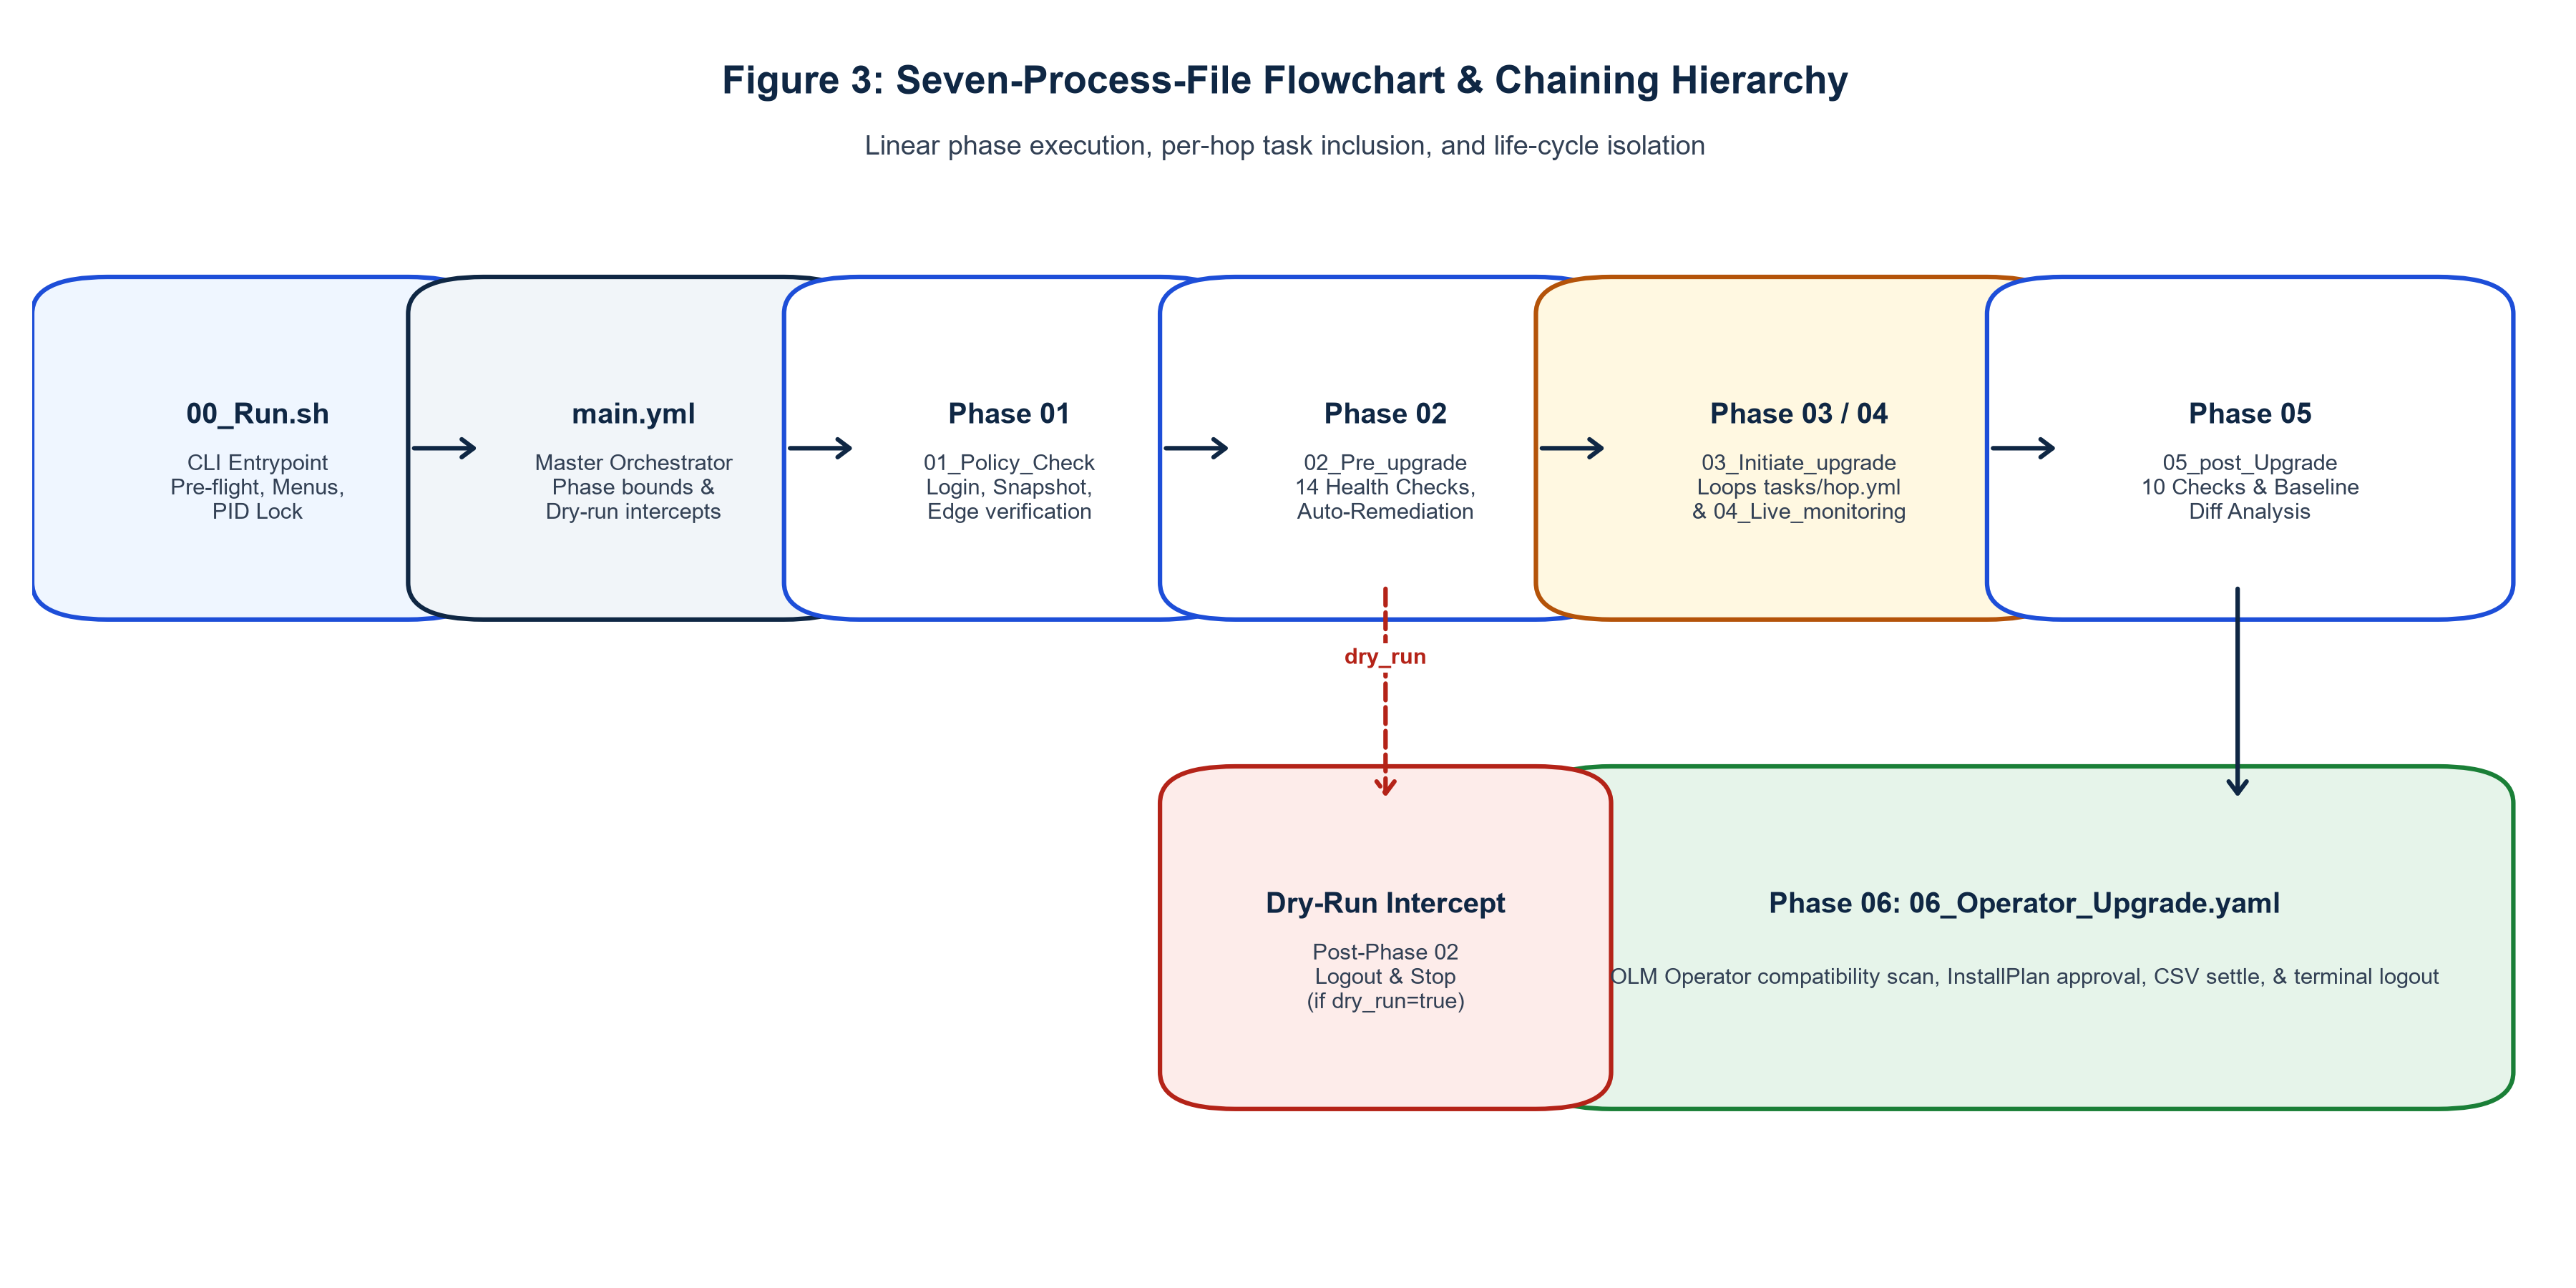 Figure 3: Seven-Process-File Flowchart & Chaining Hierarchy
Linear phase execution, per-hop task inclusion, and life-cycle isolation
00_Run.sh
CLI Entrypoint
Pre-flight, Menus,
PID Lock
main.yml
Master Orchestrator
Phase bounds &
Dry-run intercepts
Phase 01
01_Policy_Check
Login, Snapshot,
Edge verification
Phase 02
02_Pre_upgrade
14 Health Checks,
Auto-Remediation
Phase 03 / 04
03_Initiate_upgrade
Loops tasks/hop.yml
& 04_Live_monitoring
Phase 05
05_post_Upgrade
10 Checks & Baseline
Diff Analysis
dry_run
Dry-Run Intercept
Post-Phase 02
Logout & Stop
(if dry_run=true)
Phase 06: 06_Operator_Upgrade.yaml
OLM Operator compatibility scan, InstallPlan approval, CSV settle, & terminal logout